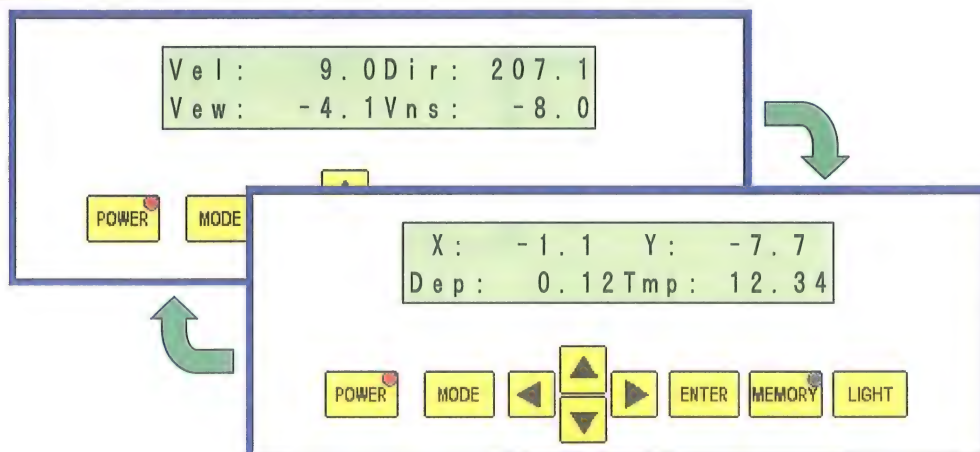 Vel: 9.0Dir: 207.1
Vew: -4.1Vns: -8.0
POWER MODE
X: -1.1 Y: -7.7
Dep: 0.12Tmp: 12.34
POWER MODE ENTER MEMORY LIGHT